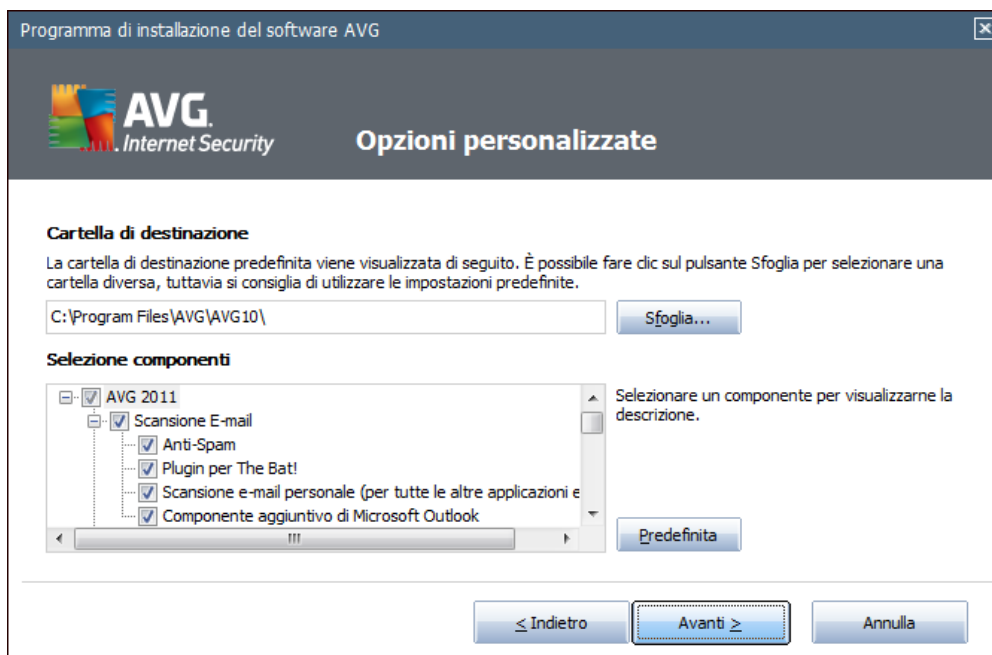 Programma di installazione del software AVG
AVG.
Internet Security
Opzioni personalizzate
Cartella di destinazione
La cartella di destinazione predefinita viene visualizzata di seguito. È possibile fare clic sul pulsante Sfoglia per selezionare una
cartella diversa, tuttavia si consiglia di utilizzare le impostazioni predefinite.
C:\Program Files\AVG\AVG10\
Sfoglia...
Selezione componenti
AVG 2011
Scansione E-mail
Anti-Spam
Plugin per The Bat!
Scansione e-mail personale (per tutte le altre applicazioni e
Componente aggiuntivo di Microsoft Outlook
Selezionare un componente per visualizzarne la
descrizione.
Predefinita
< Indietro
Avanti >
Annulla